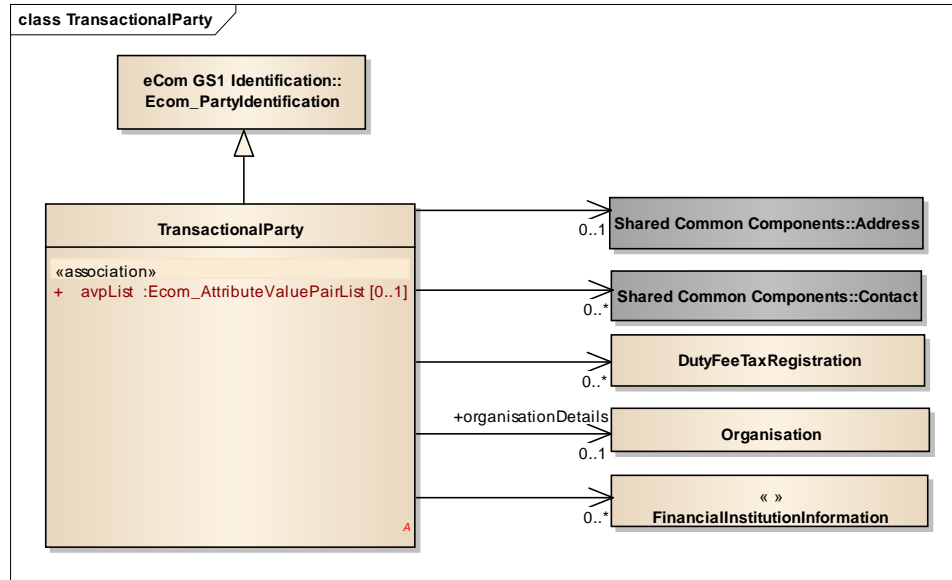 class TransactionalParty
eCom GS1 Identification::
Ecom_PartyIdentification
TransactionalParty
«association»
+ avpList :Ecom_AttributeValuePairList [0..1]
A
0..1
Shared Common Components::Address
0..*
Shared Common Components::Contact
0..*
DutyFeeTaxRegistration
+organisationDetails
0..1
Organisation
0..*
« »
FinancialInstitutionInformation